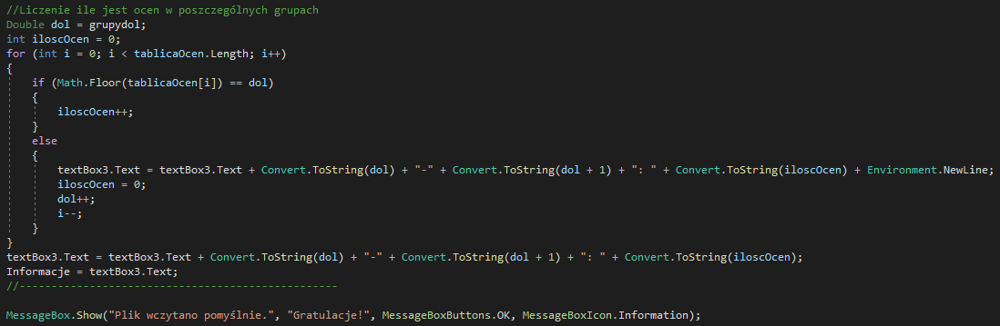 //Liczenie ile jest ocen w poszczególnych grupach
Double dol = grupydol;
int iloscOcen = 0;
for (int i = 0; i < tablicaOcen.Length; i++)
{
    if (Math.Floor(tablicaOcen[i]) == dol)
    {
        iloscOcen++;
    }
    else
    {
        textBox3.Text = textBox3.Text + Convert.ToString(dol) + "-" + Convert.ToString(dol + 1) + ": " + Convert.ToString(iloscOcen) + Environment.NewLine;
        iloscOcen = 0;
        dol++;
        i--;
    }
}
textBox3.Text = textBox3.Text + Convert.ToString(dol) + "-" + Convert.ToString(dol + 1) + ": " + Convert.ToString(iloscOcen);
Informacje = textBox3.Text;
//--------------------------------------------------
MessageBox.Show("Plik wczytano pomyślnie.", "Gratulacje!", MessageBoxButtons.OK, MessageBoxIcon.Information);